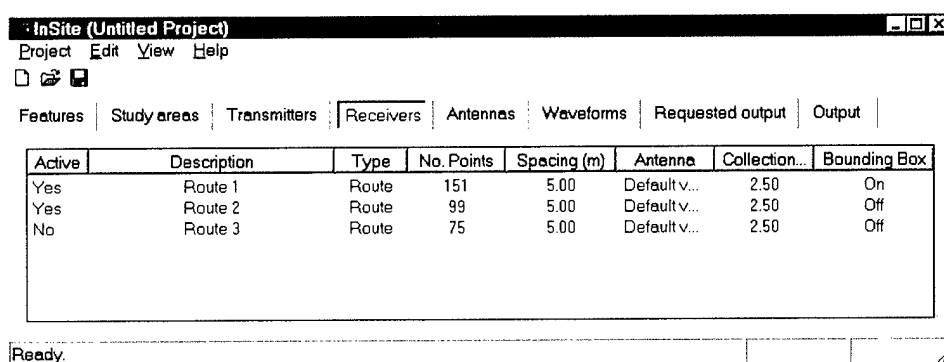 InSite (Untitled Project)
Project Edit View Help
Features Study areas Transmitters Receivers Antennas Waveforms Requested output Output
Active Description Type No. Points Spacing (m) Antenna Collection... Bounding Box
Yes Route 1 Route 151 5.00 Default v... 2.50 On
Yes Route 2 Route 99 5.00 Default v... 2.50 Off
No Route 3 Route 75 5.00 Default v... 2.50 Off
Ready.